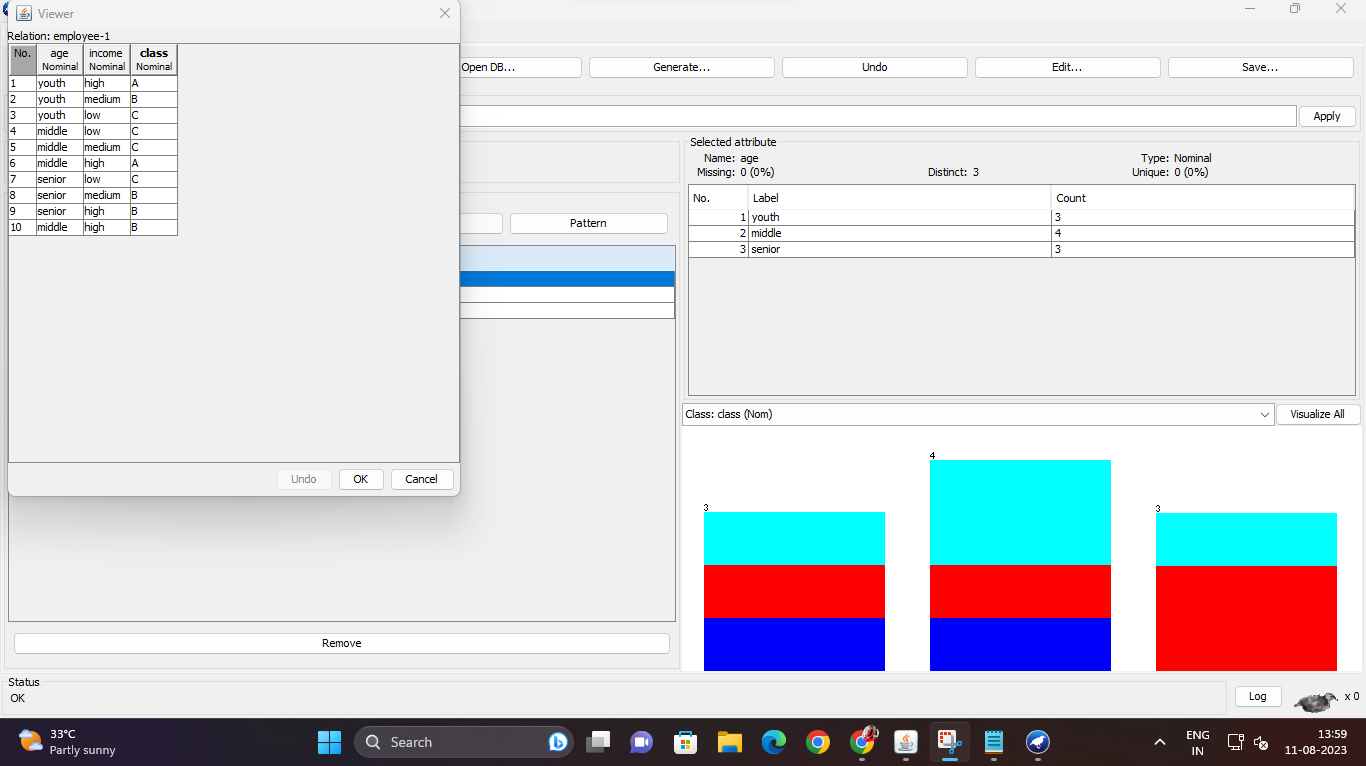 Viewer
Relation: employee-1
No. age income class
Nominal Nominal Nominal
1 youth high A
2 youth medium B
3 youth low C
4 middle low C
5 middle medium C
6 middle high A
7 senior low C
8 senior medium B
9 senior high B
10 middle high B
Undo OK Cancel
Open DB... Generate... Undo Edit... Save...
Apply
Pattern
Remove
Selected attribute
Name: age Type: Nominal
Missing: 0 (0%) Distinct: 3 Unique: 0 (0%)
No. Label Count
1 youth 3
2 middle 4
3 senior 3
Class: class (Nom) Visualize All
3 4 3
Status
OK
Log x 0
33°C
Partly sunny
Search
ENG
IN
13:59
11-08-2023